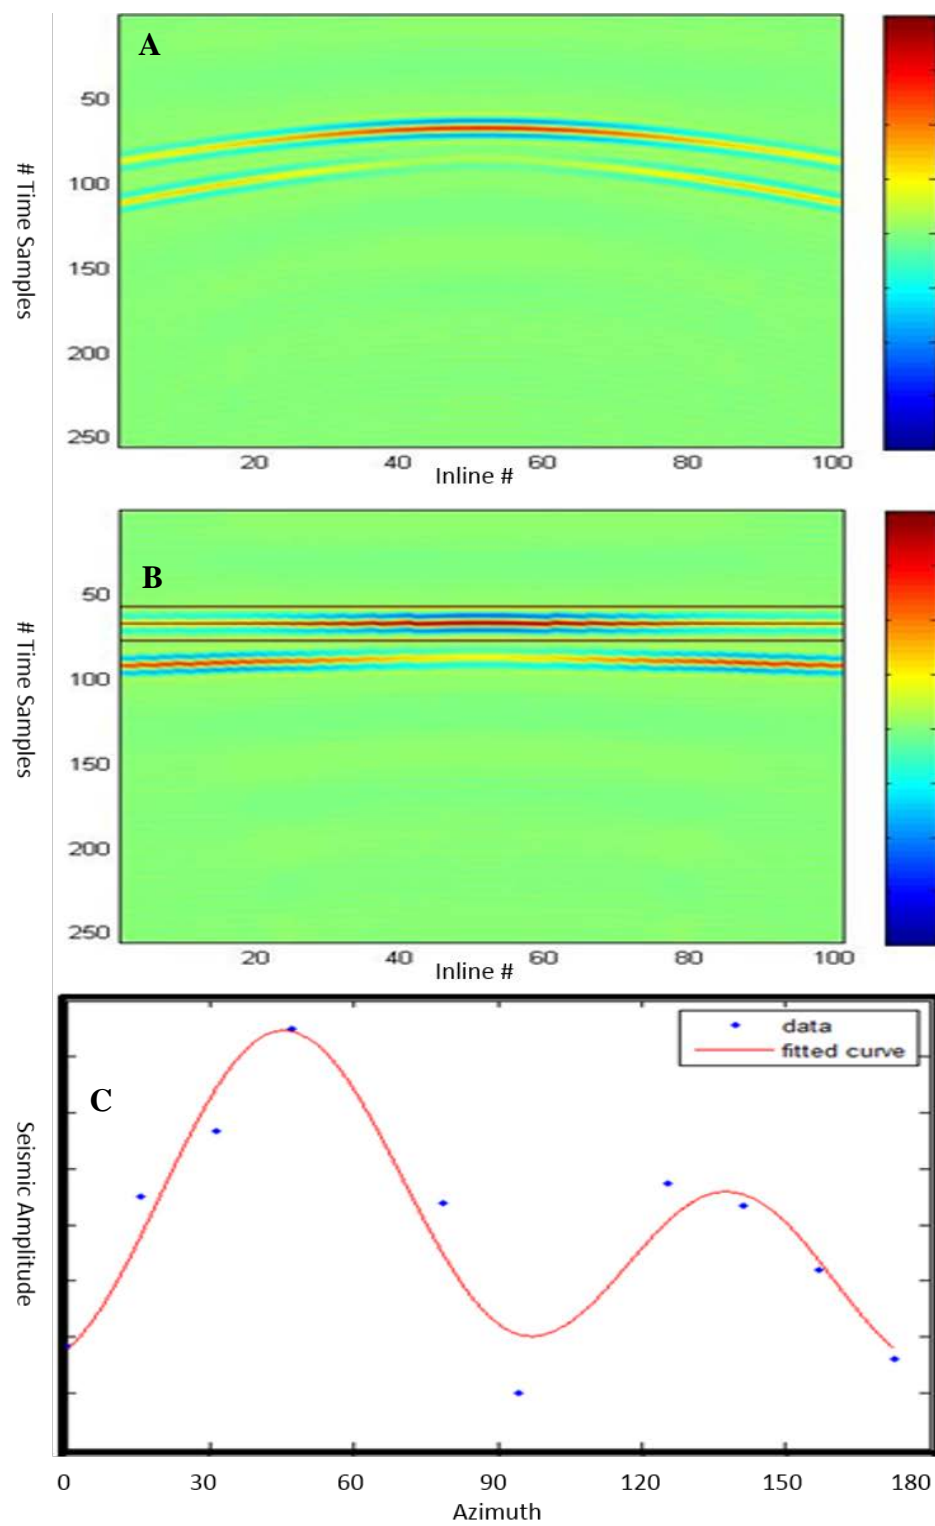 A
# Time Samples
50
100
150
200
250
20 40 60 80 100
Inline #
B
# Time Samples
50
100
150
200
250
20 40 60 80 100
Inline #
C
data
fitted curve
Seismic Amplitude
0 30 60 90 120 150 180
Azimuth